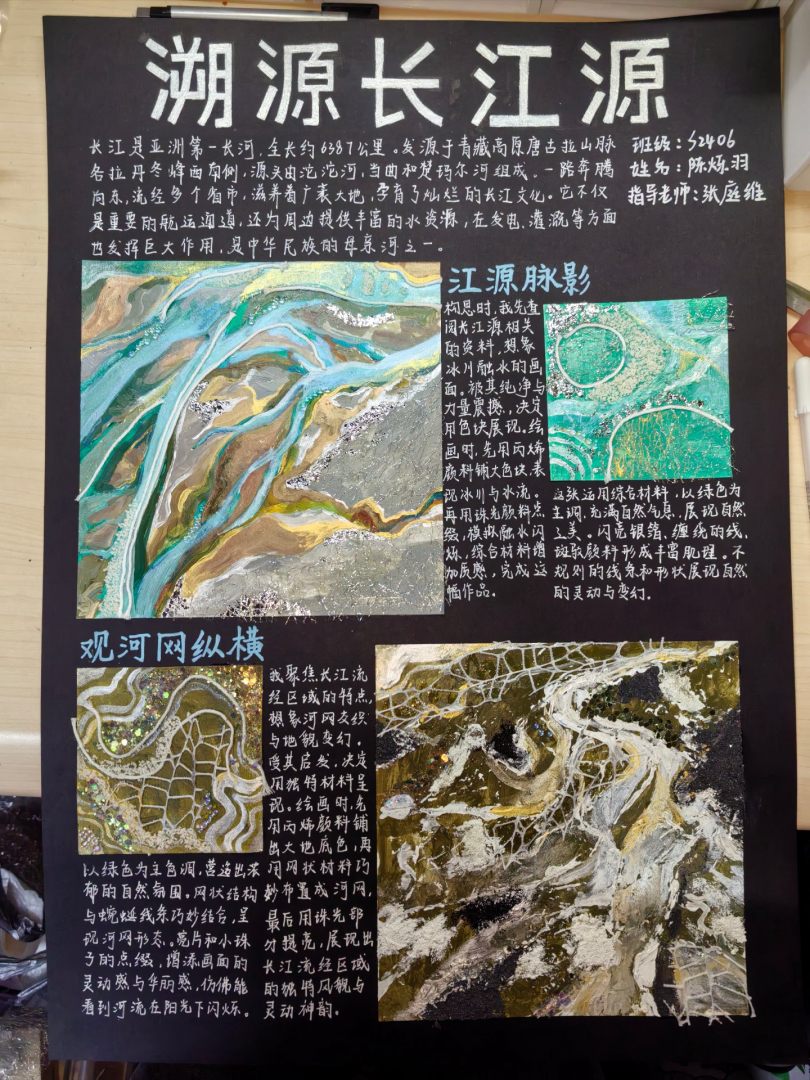 溯源长江源
长江是亚洲第一长河，全长约6387公里。发源于青藏高原唐古拉山脉
各拉丹冬峰西南侧，源头由沱沱河，当曲和楚玛尔河组成。一路奔腾
向东，流经多个省市，滋养着广袤大地，孕育了灿烂的长江文化。它不仅
是重要的航运通道，还为周边提供丰富的水资源，在发电、灌溉等方面
也发挥巨大作用，是中华民族的母亲河之一。
班级：S2406
姓名：陈烁羽
指导老师：张庭维
江源脉影
构思时，我先查
阅长江源相关
的资料，想象
冰川融水的画
面。被其纯净与
力量震撼，决定
用色块展现。绘
画时，先用丙烯
颜料铺大色块，表
现冰川与水流。
再用珠光颜料点
缀，模拟融水闪
烁，综合材料增
加质感，完成这
幅作品。
这张运用综合材料，以绿色为
主调，充满自然气息，展现自然
之美。闪亮银箔、缠绕的线、
斑驳颜料形成丰富肌理。不
规则的线条和形状展现自然
的灵动与变幻。
观河网纵横
我聚焦长江流
经区域的特点，
想象河网交织
与地貌变幻。
受其启发，决定
用独特材料呈
现。绘画时，先
用丙烯颜料铺
出大地底色，再
用网状材料巧
妙布置成河网，
最后用珠光部
分提亮，展现出
长江流经区域
的独特风貌与
灵动神韵。
以绿色为主色调，营造出浓
郁的自然氛围。网状结构
与蜿蜒线条巧妙结合，呈
现河网形态。亮片和小珠
子的点缀，增添画面的
灵动感与华丽感，仿佛能
看到河流在阳光下闪烁。